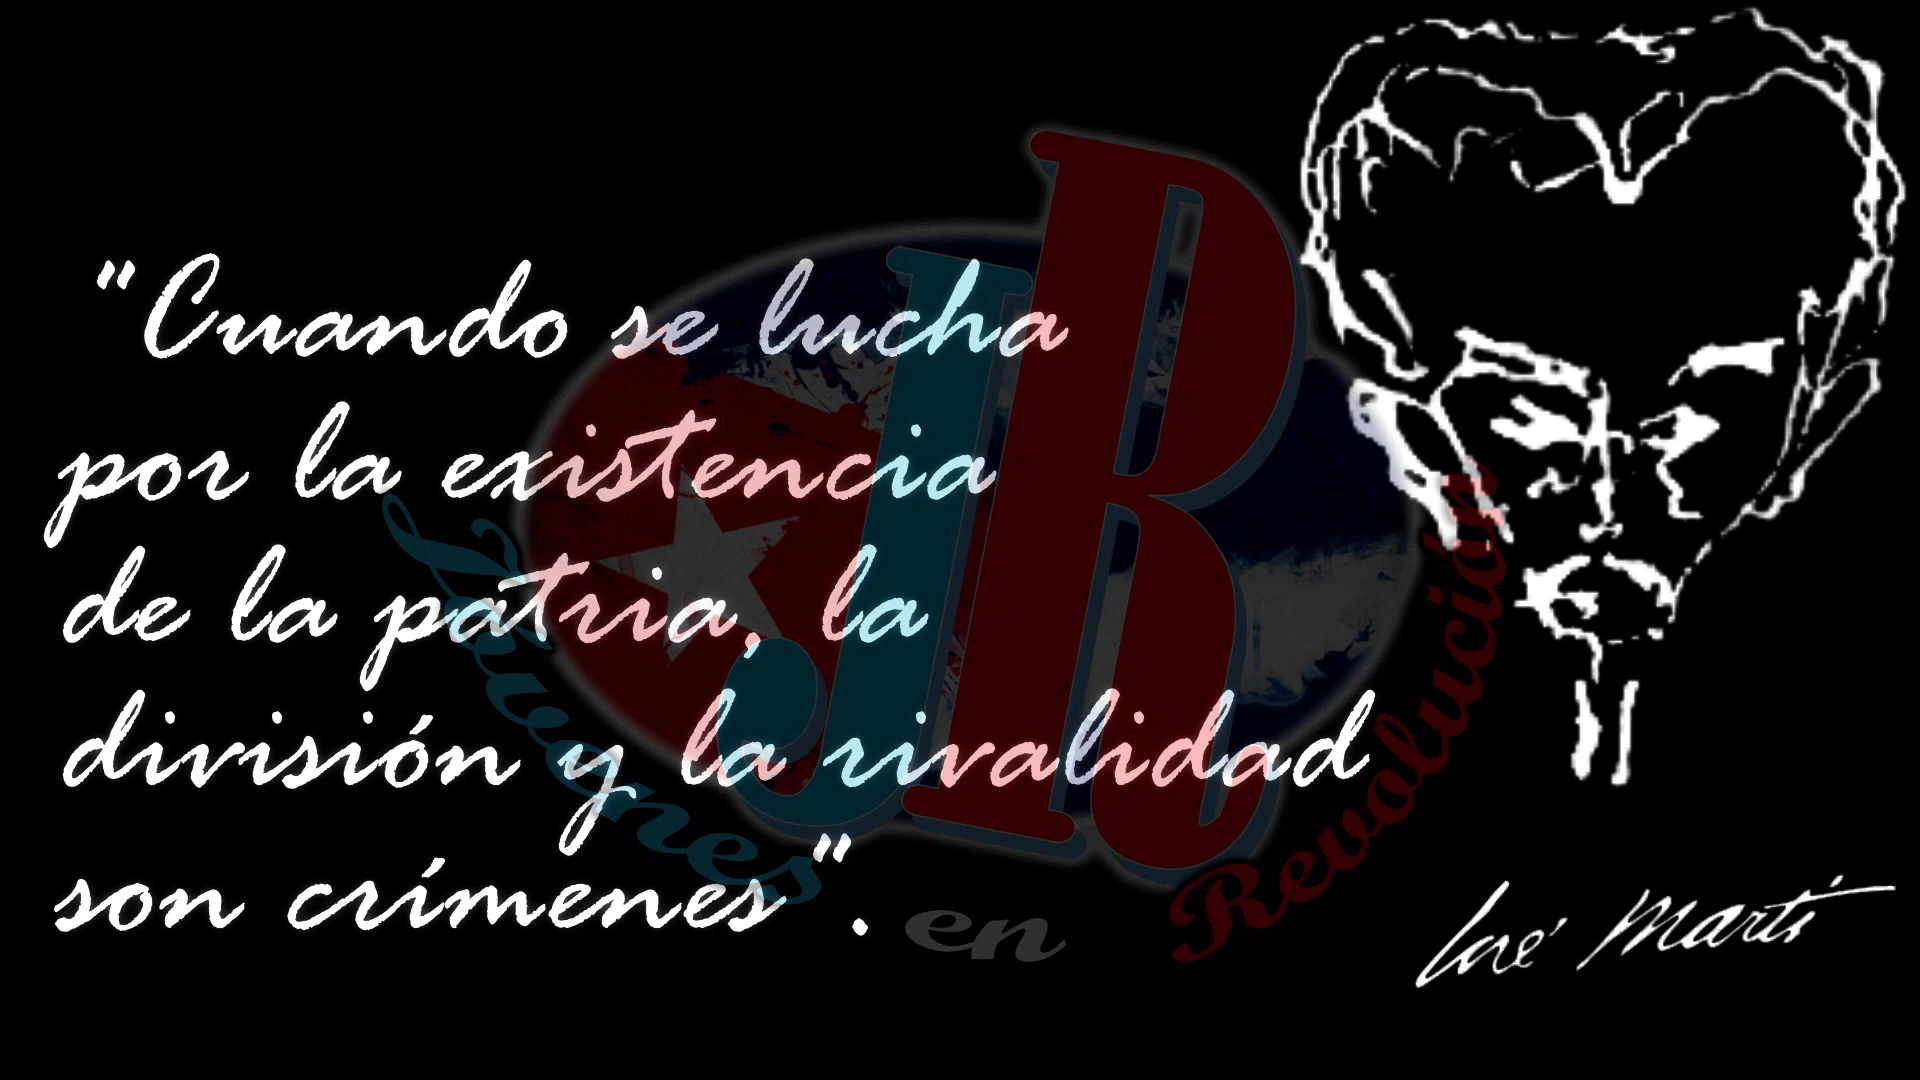 "Cuando se lucha
por la existencia
de la patria, la
división y la rivalidad
son crímenes".
José Martí
JR
Jóvenes en Revolución